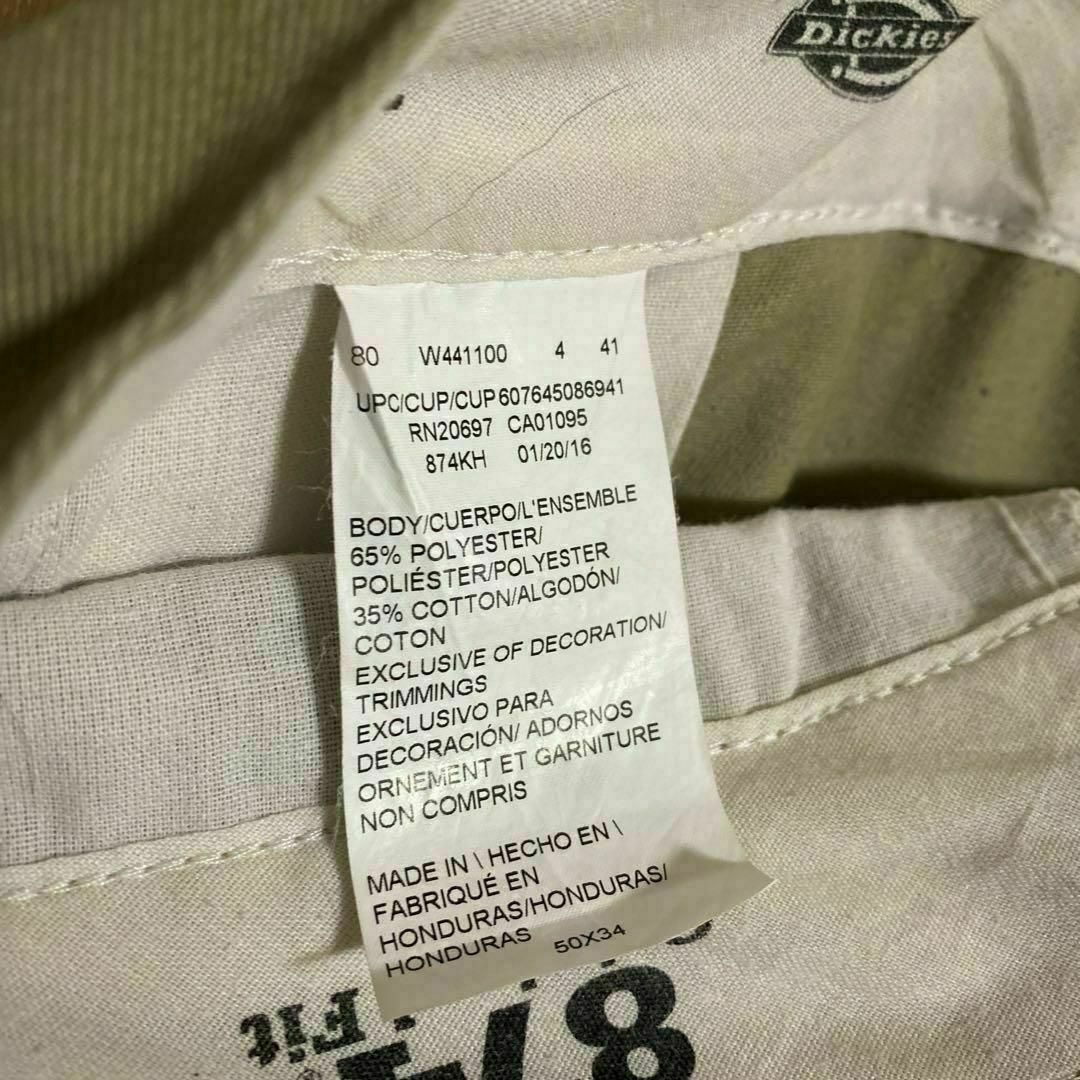 Dickies
80 W441100 4 41
UPC/CUP/CUP 607645086941
RN20697 CA01095
874KH 01/20/16
BODY/CUERPO/L'ENSEMBLE
65% POLYESTER/
POLIÉSTER/POLYESTER
35% COTTON/ALGODÓN/
COTON
EXCLUSIVE OF DECORATION/
TRIMMINGS
EXCLUSIVO PARA
DECORACIÓN/ ADORNOS
ORNEMENT ET GARNITURE
NON COMPRIS
MADE IN \ HECHO EN \
FABRIQUÉ EN
HONDURAS/HONDURAS/
HONDURAS 50X34
874
Fit